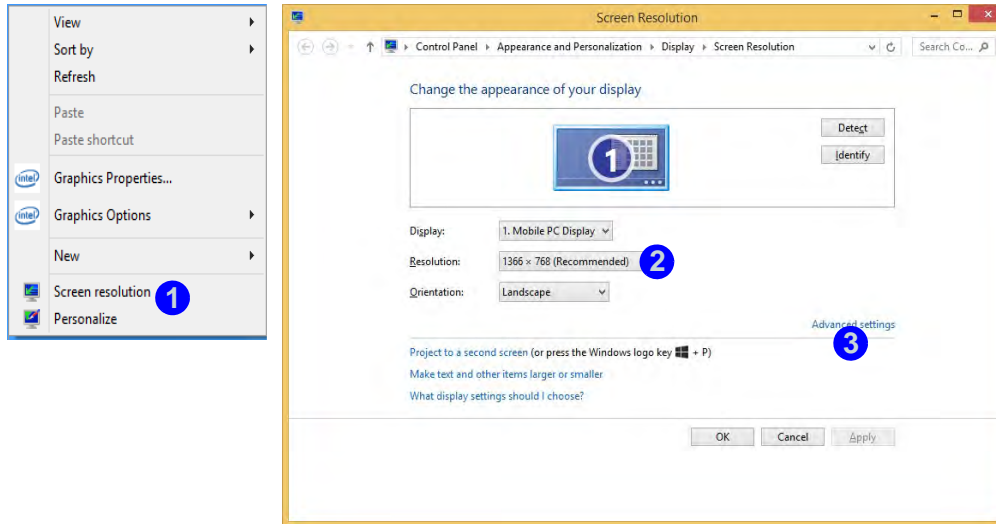 View
Sort by
Refresh
Paste
Paste shortcut
intel
Graphics Properties...
intel
Graphics Options
New
Screen resolution
1
Personalize
Screen Resolution
Control Panel Appearance and Personalization Display Screen Resolution
Search Co...
Change the appearance of your display
1
Detect
Identify
Display: 1. Mobile PC Display
Resolution: 1366 × 768 (Recommended)
2
Orientation: Landscape
Advanced settings
3
Project to a second screen (or press the Windows logo key + P)
Make text and other items larger or smaller
What display settings should I choose?
OK Cancel Apply